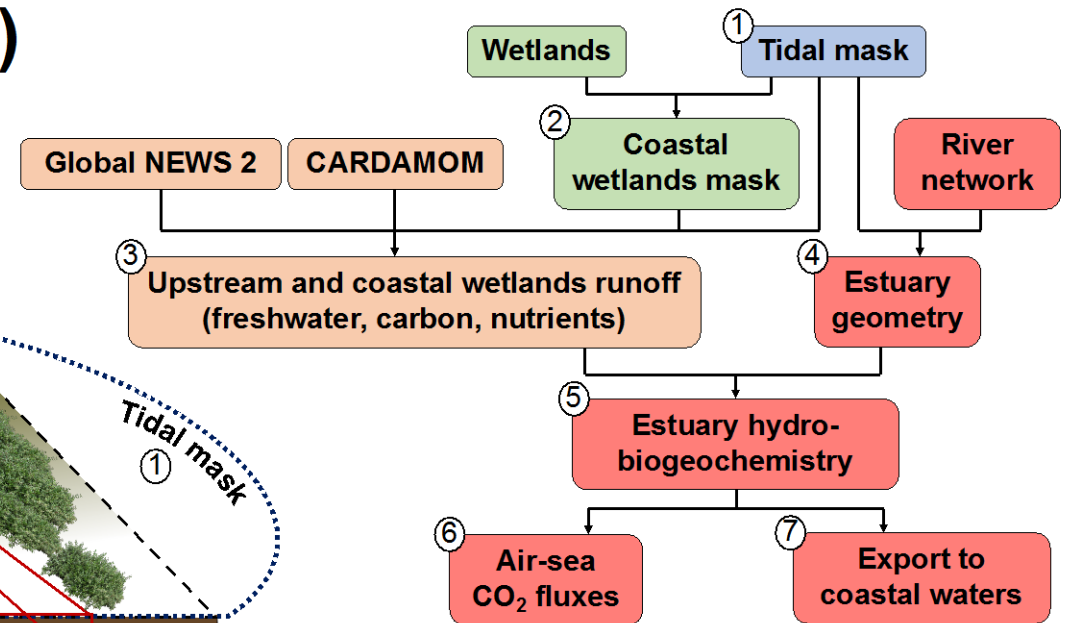 )
Wetlands
1
Tidal mask
2
Coastal
wetlands mask
River
network
Global NEWS 2
CARDAMOM
3
Upstream and coastal wetlands runoff
(freshwater, carbon, nutrients)
4
Estuary
geometry
5
Estuary hydro-
biogeochemistry
Tidal mask
1
6
Air-sea
CO₂ fluxes
7
Export to
coastal waters